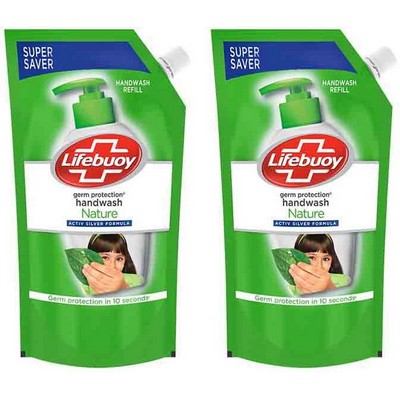 SUPER
SAVER
HANDWASH
REFILL
Lifebuoy
germ protection*
handwash
Nature
ACTIV SILVER FORMULA
Germ protection in 10 seconds*
SUPER
SAVER
HANDWASH
REFILL
Lifebuoy
germ protection*
handwash
Nature
ACTIV SILVER FORMULA
Germ protection in 10 seconds*